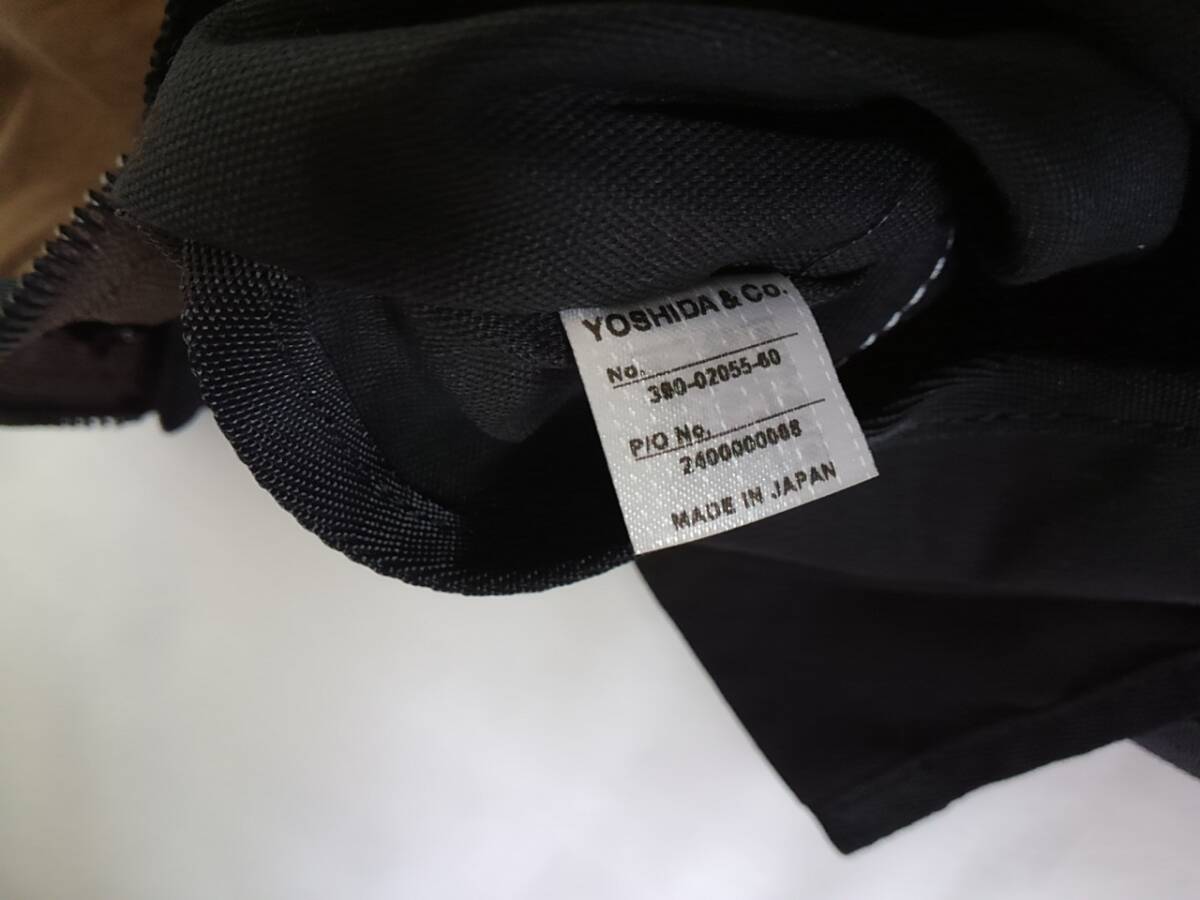 YOSHIDA & Co.
No.
380-02055-60
P/O No.
2400000068
MADE IN JAPAN